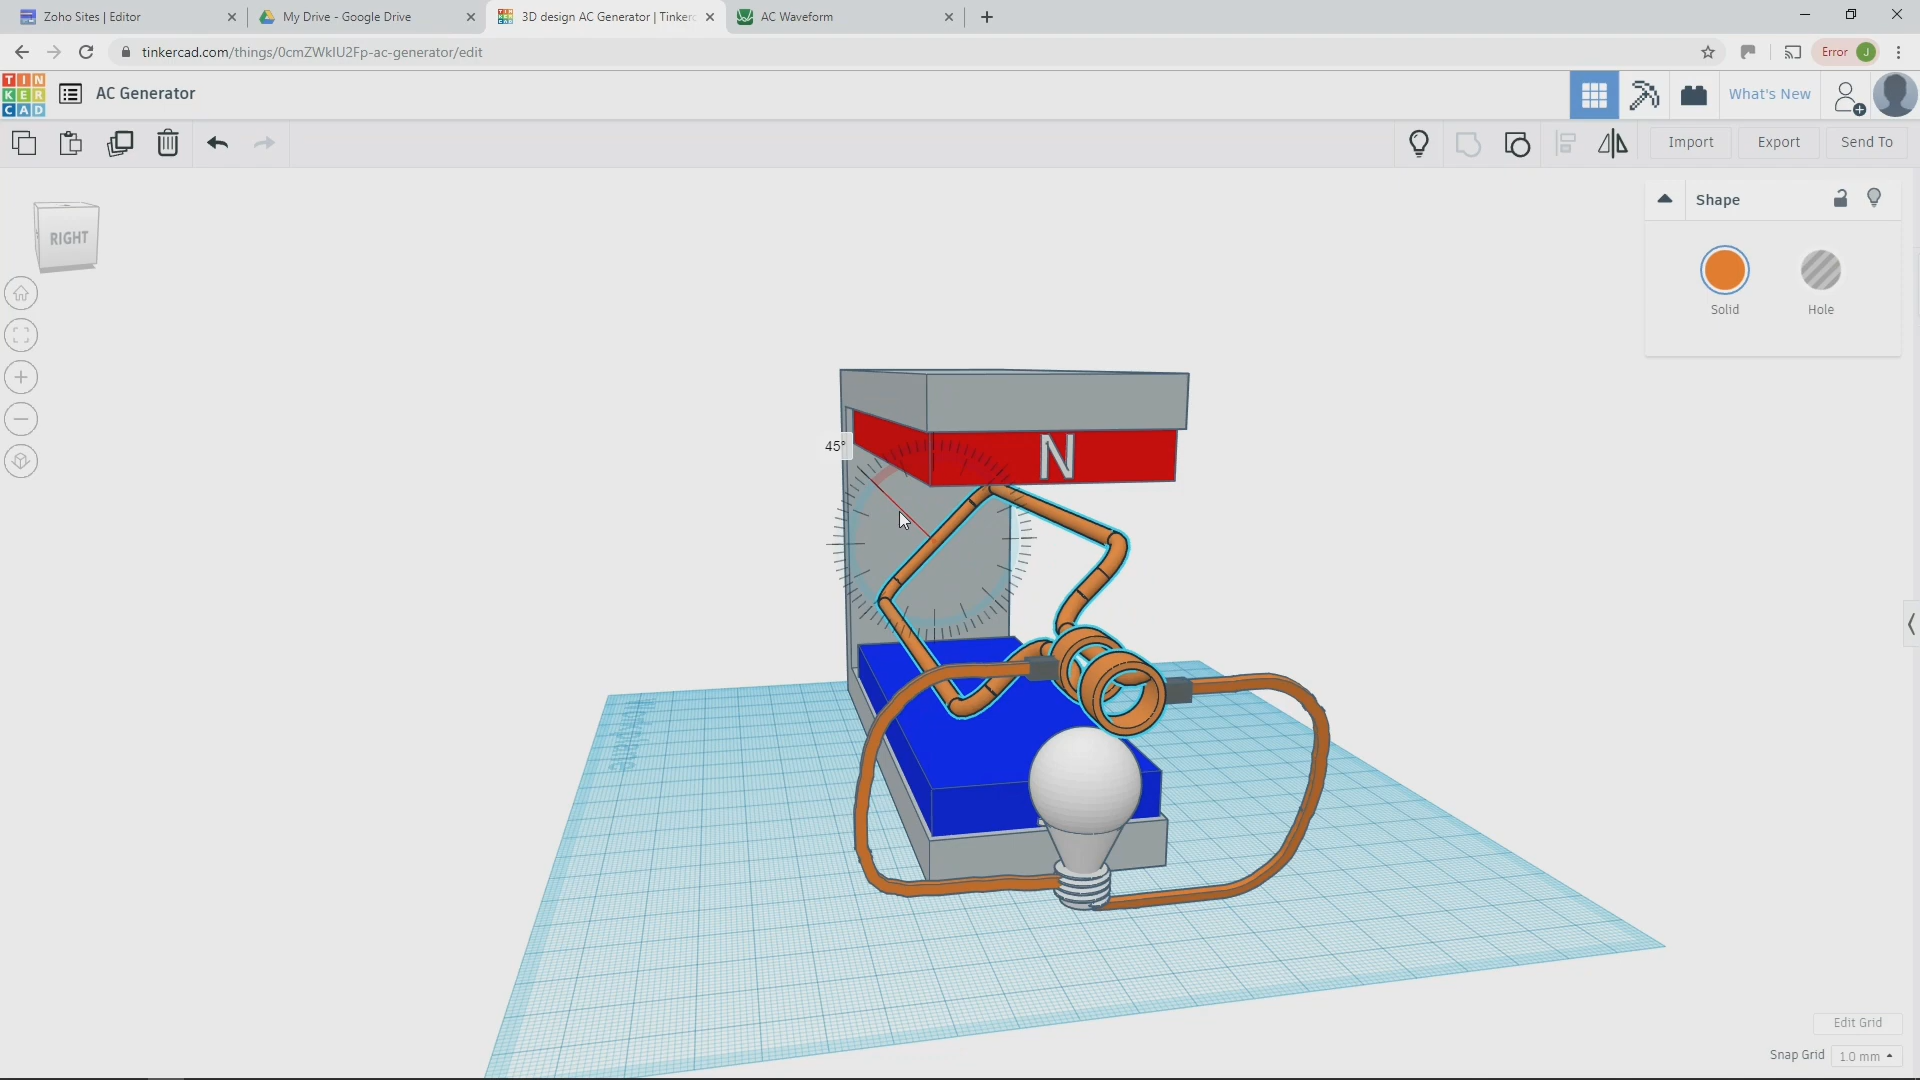 Zoho Sites | Editor
My Drive - Google Drive
3D design AC Generator | Tinkerc
AC Waveform
tinkercad.com/things/0cmZWkIU2Fp-ac-generator/edit
Error J
TIN
KER
CAD
AC Generator
What's New
Import
Export
Send To
RIGHT
Shape
Solid
Hole
45°
N
Edit Grid
Snap Grid 1.0 mm